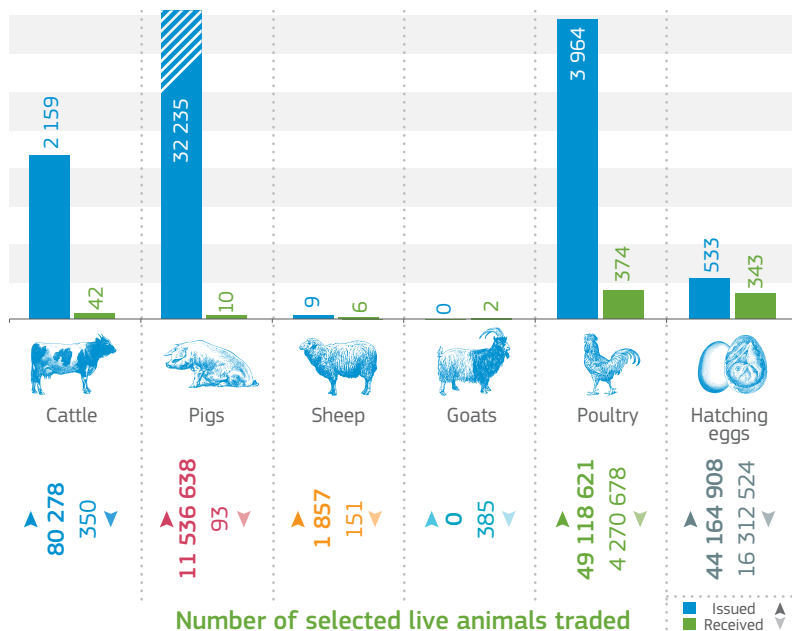 2 159
42
32 235
10
9
6
0
2
3 964
374
533
343
Cattle
Pigs
Sheep
Goats
Poultry
Hatching
eggs
80 278
350
11 536 638
93
1 857
151
0
385
49 118 621
4 270 678
44 164 908
16 312 524
Number of selected live animals traded
Issued
Received